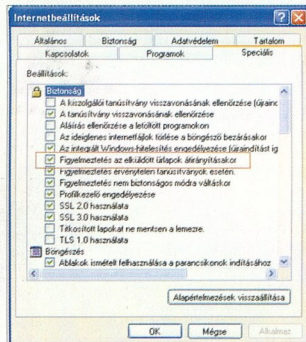 Internetbeállítások
Általános Biztonság Adatvédelem Tartalom
Kapcsolatok Programok Speciális
Beállítások:
Biztonság
A kiszolgálói tanúsítvány visszavonásának ellenőrzése (újrainc
A tanúsítvány visszavonásának ellenőrzése
Aláírás ellenőrzése a letöltött programokon
Az ideiglenes internetfájlok törlése a böngésző bezárásakor
Az integrált Windows-hitelesítés engedélyezése (újraindítást ig
Figyelmeztetés az elküldött űrlapok átirányításakor
Figyelmeztetés érvénytelen tanúsítványok esetén.
Figyelmeztetés nem biztonságos módra váltáskor
Profilkezelő engedélyezése
SSL 2.0 használata
SSL 3.0 használata
Titkosított lapokat ne mentsen a lemezre.
TLS 1.0 használata
Böngészés
Ablakok ismételt felhasználása a parancsikonok indításához
Alapértelmezések visszaállítása
OK Mégse Alkalmaz